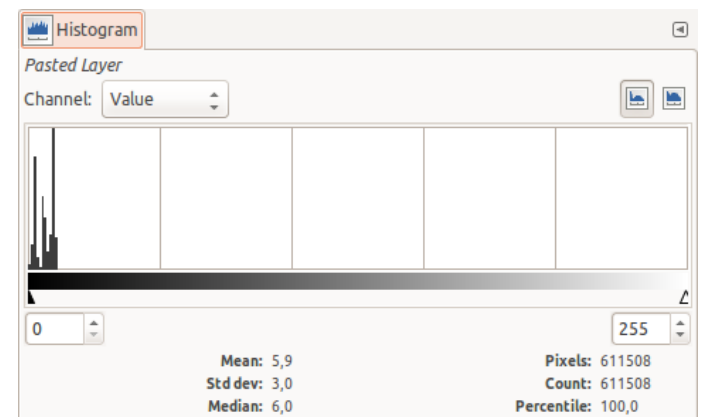 Histogram
Pasted Layer
Channel: Value
0 255
Mean: 5,9 Pixels: 611508
Std dev: 3,0 Count: 611508
Median: 6,0 Percentile: 100,0